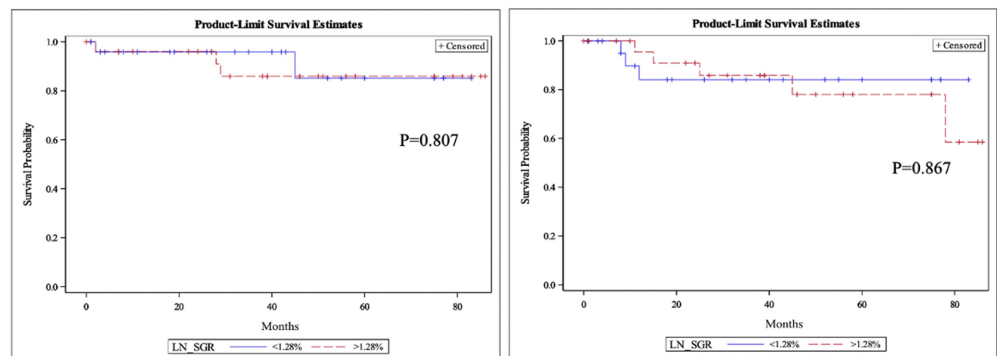 Product-Limit Survival Estimates
+ Censored
1.0
0.8
0.6
0.4
0.2
0.0
Survival Probability
P=0.807
0 20 40 60 80
Months
LN_SGR <1.28% >1.28%
Product-Limit Survival Estimates
+ Censored
1.0
0.8
0.6
0.4
0.2
0.0
Survival Probability
P=0.867
0 20 40 60 80
Months
LN_SGR <1.28% >1.28%